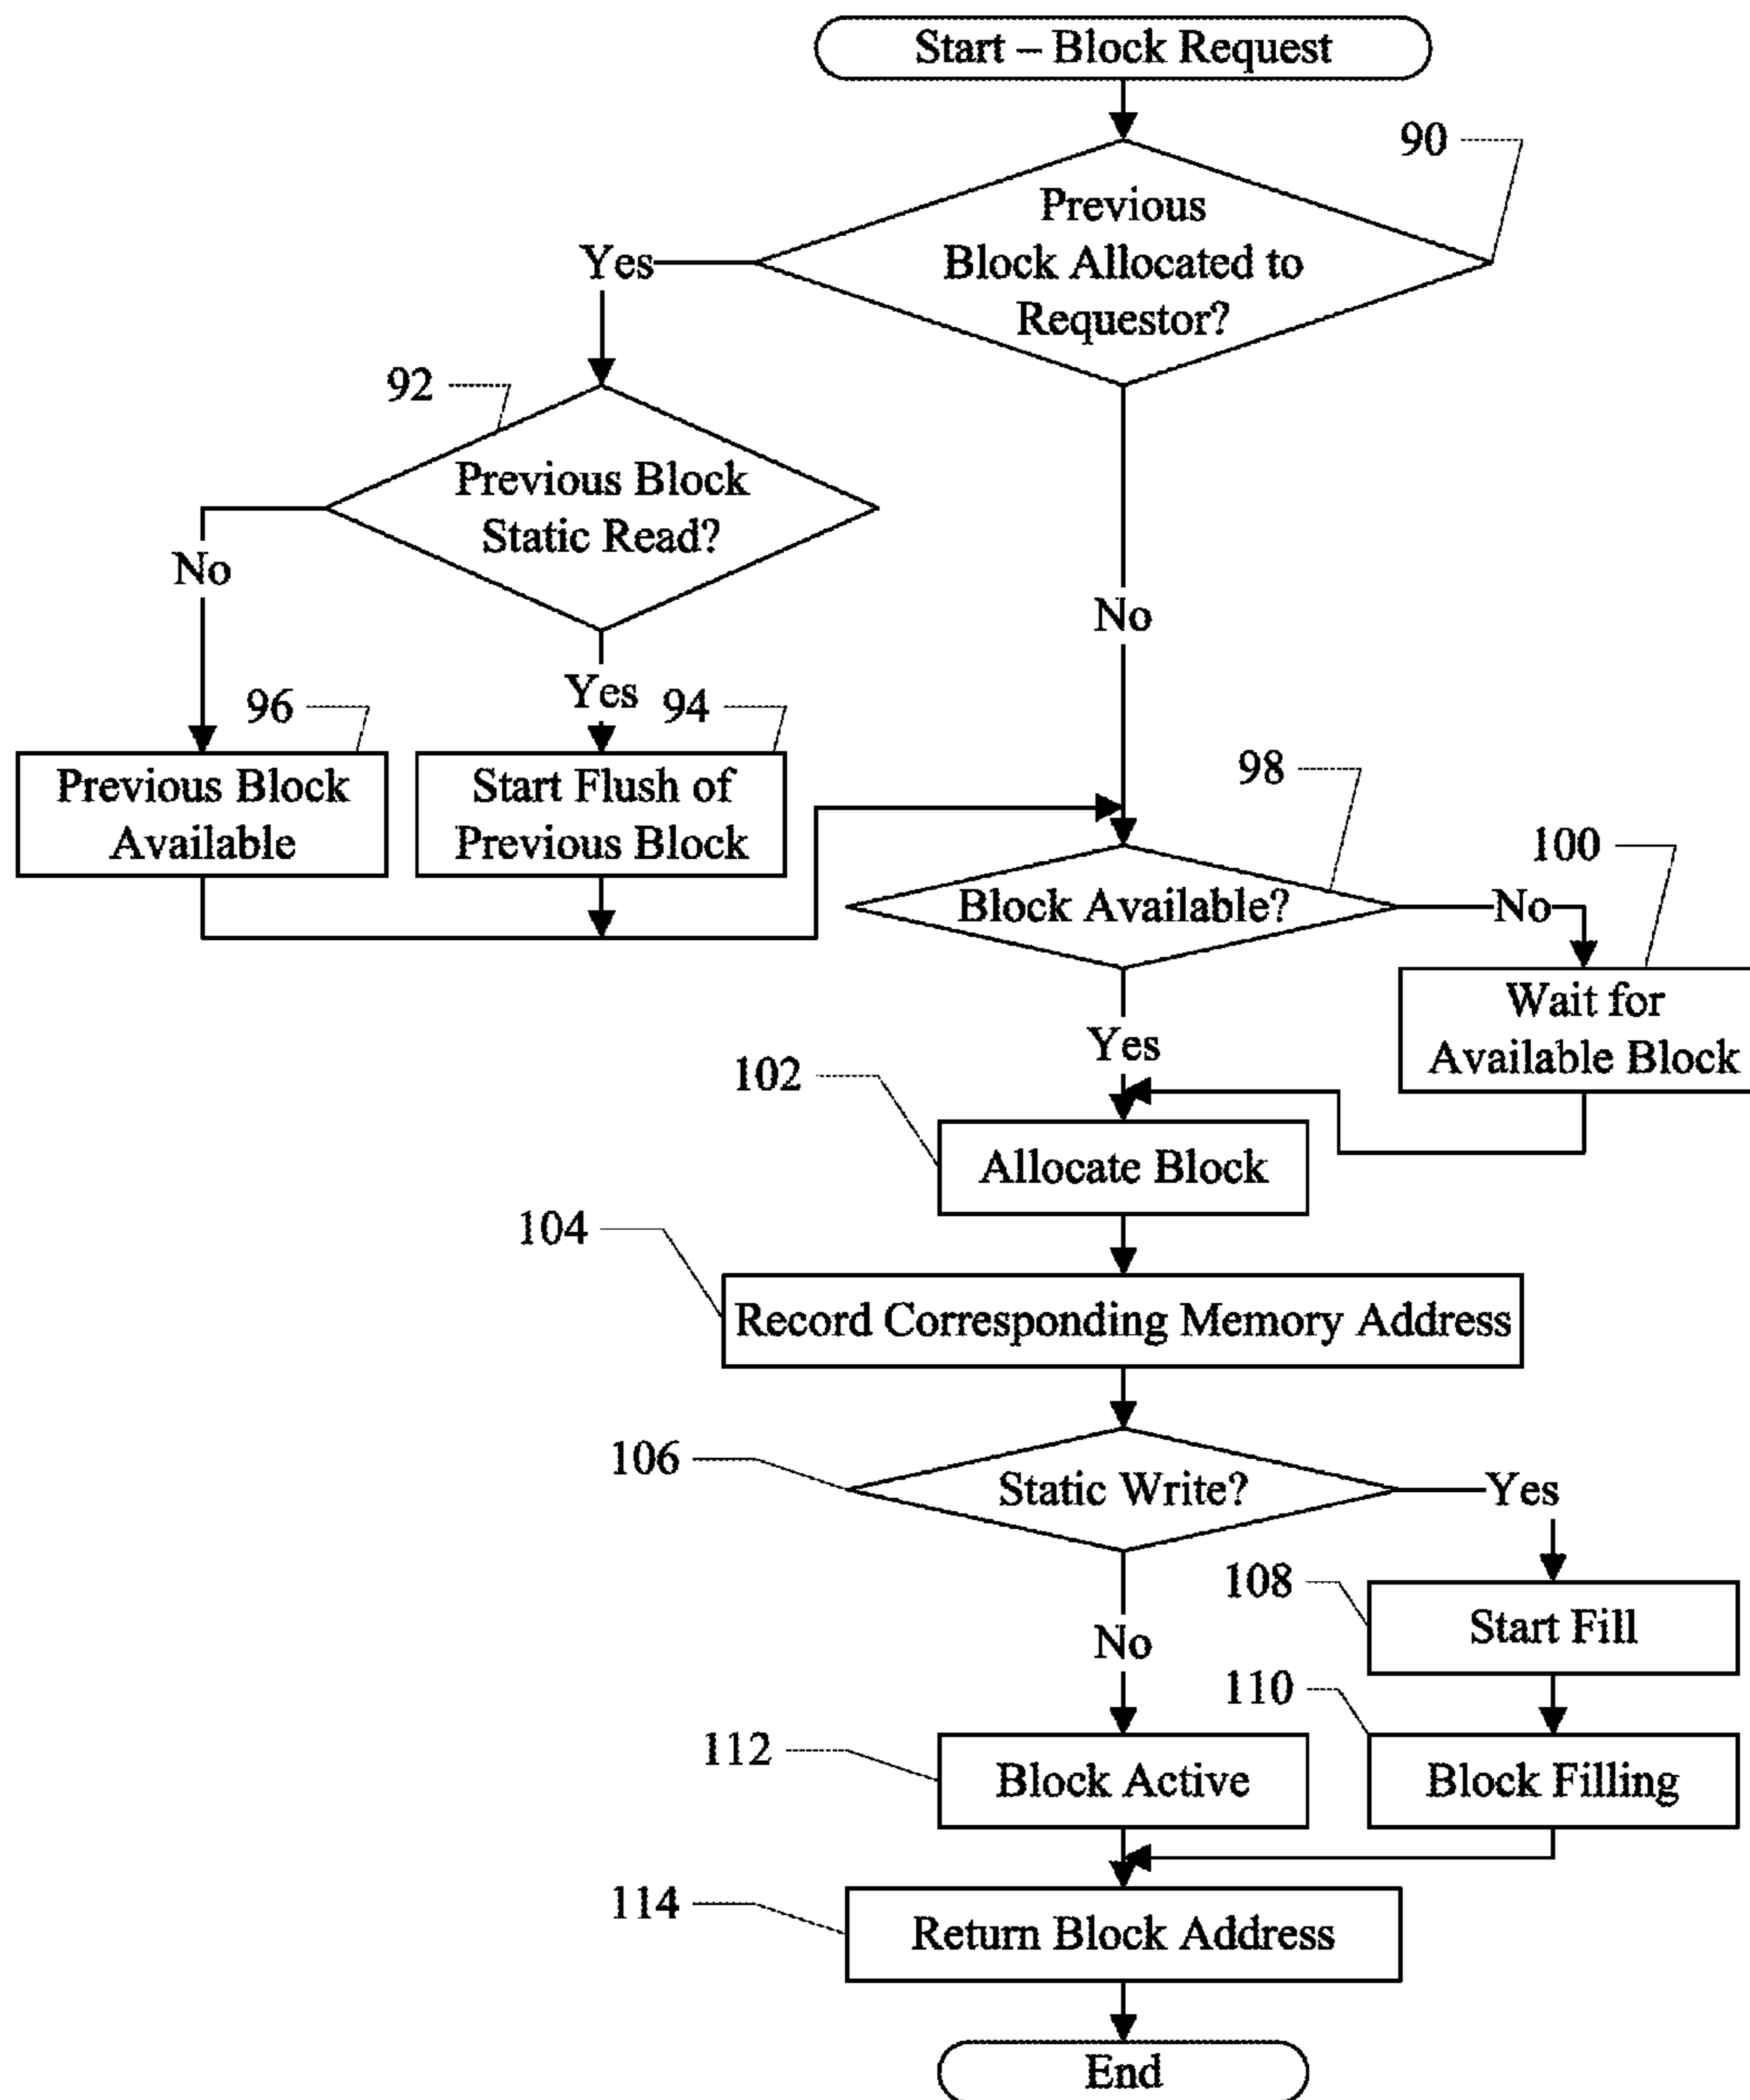 Start – Block Request
90
Previous
Block Allocated to
Requestor?
Yes
92
Previous Block
Static Read?
No
No
Yes
96
94
98
Previous Block
Available
Start Flush of
Previous Block
100
Block Available?
No
Wait for
Available Block
Yes
102
Allocate Block
104
Record Corresponding Memory Address
106
Static Write?
Yes
108
Start Fill
No
110
112
Block Active
Block Filling
114
Return Block Address
End